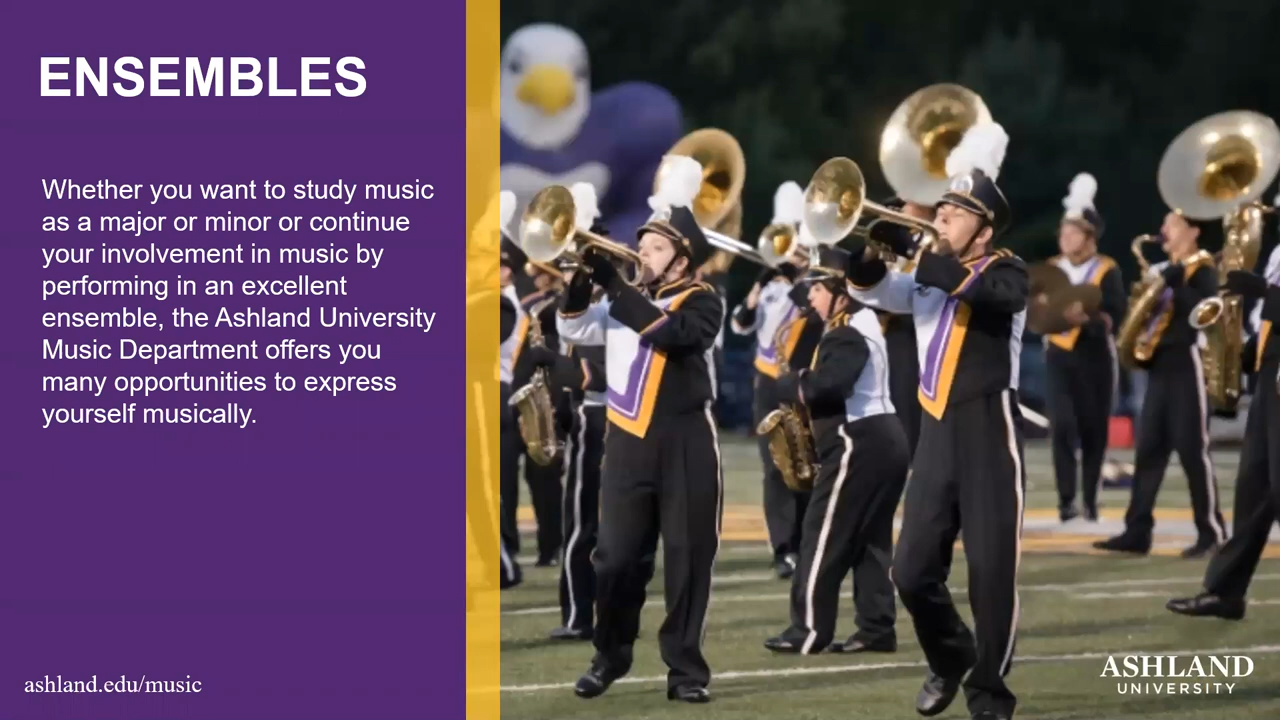 ENSEMBLES
Whether you want to study music
as a major or minor or continue
your involvement in music by
performing in an excellent
ensemble, the Ashland University
Music Department offers you
many opportunities to express
yourself musically.
ashland.edu/music
ASHLAND
UNIVERSITY